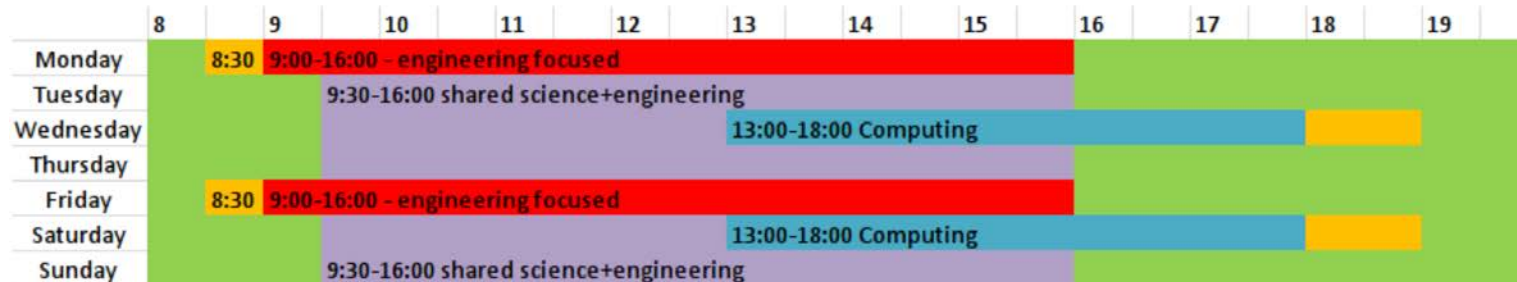 8 9 10 11 12 13 14 15 16 17 18 19
Monday 8:30 9:00-16:00 - engineering focused
Tuesday 9:30-16:00 shared science+engineering
Wednesday 13:00-18:00 Computing
Thursday
Friday 8:30 9:00-16:00 - engineering focused
Saturday 13:00-18:00 Computing
Sunday 9:30-16:00 shared science+engineering